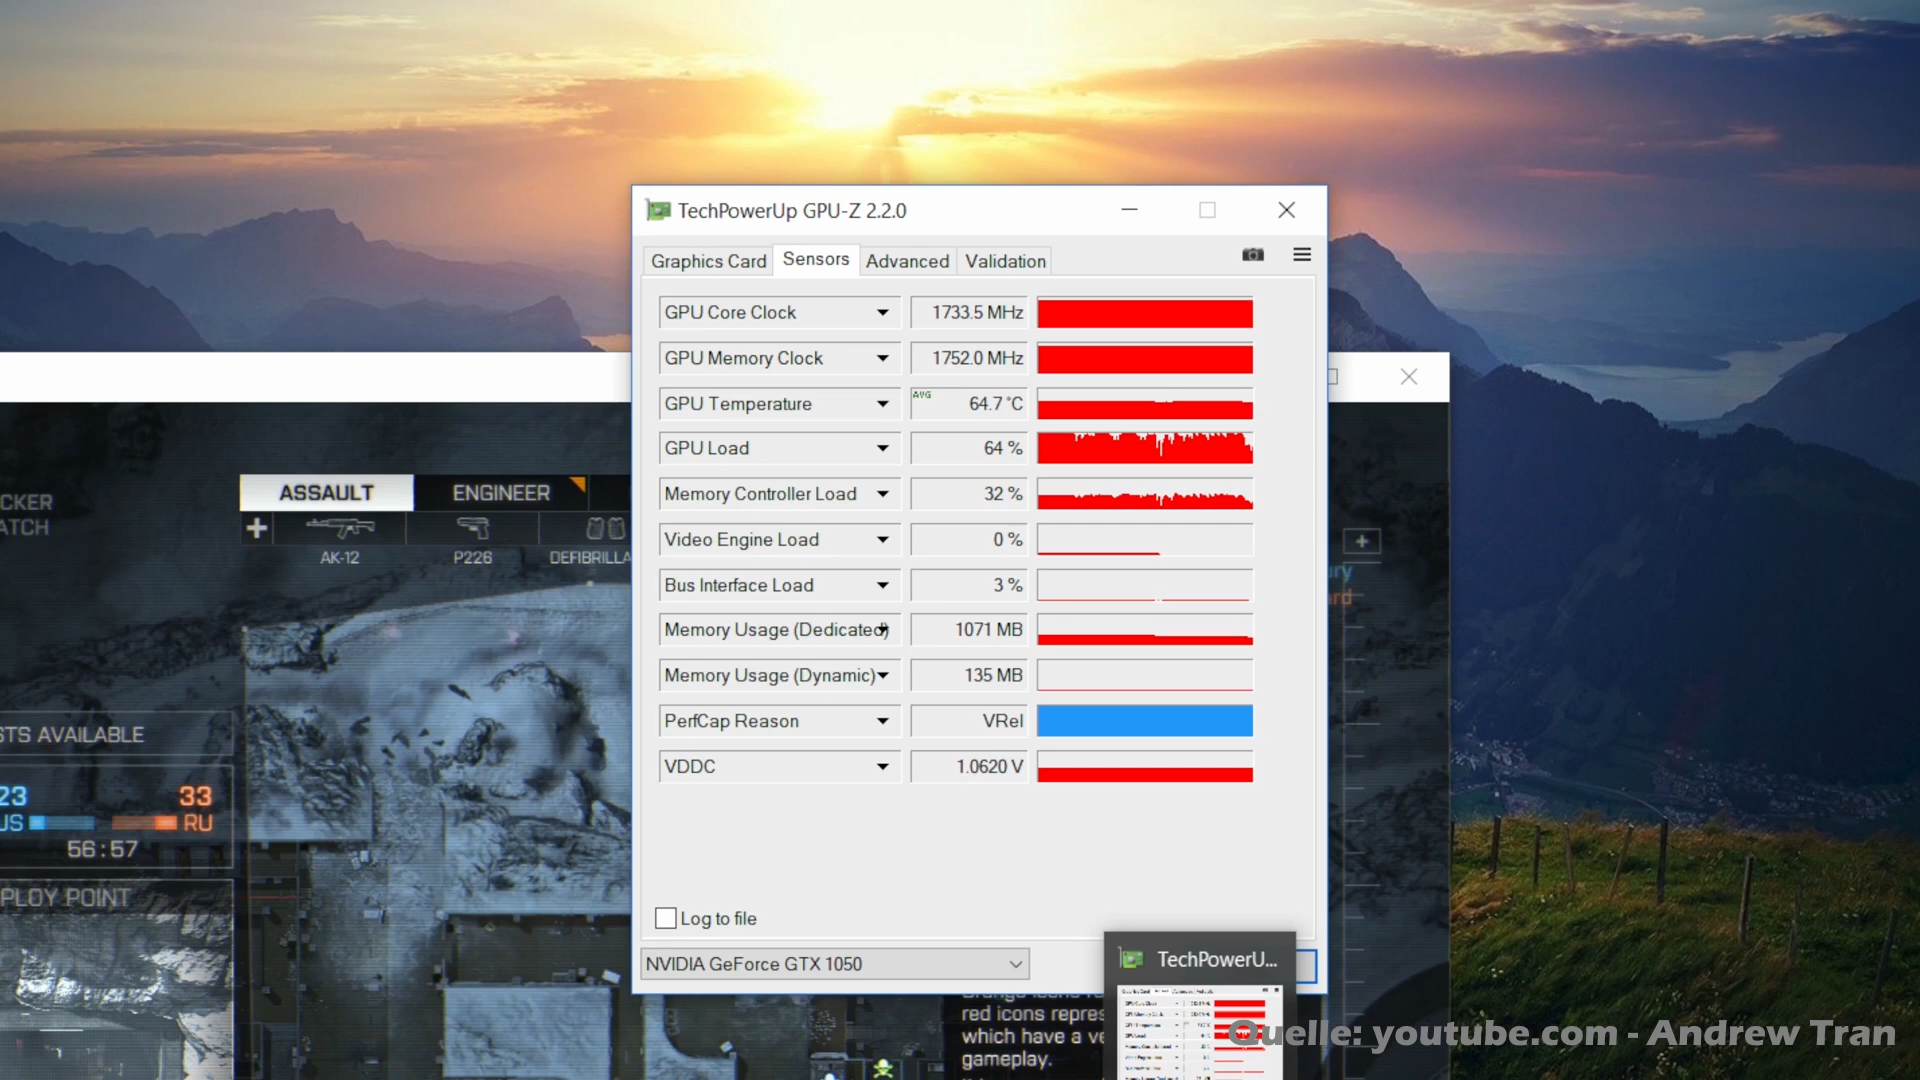 TechPowerUp GPU-Z 2.2.0
Graphics Card
Sensors
Advanced
Validation
GPU Core Clock 1733.5 MHz
GPU Memory Clock 1752.0 MHz
GPU Temperature AVG 64.7 °C
GPU Load 64 %
Memory Controller Load 32 %
Video Engine Load 0 %
Bus Interface Load 3 %
Memory Usage (Dedicated) 1071 MB
Memory Usage (Dynamic) 135 MB
PerfCap Reason VRel
VDDC 1.0620 V
Log to file
NVIDIA GeForce GTX 1050
TechPowerU...
CKER
ATCH
ASSAULT
ENGINEER
AK-12
P226
DEFIBRILLA
STS AVAILABLE
23
33
US
RU
56:57
PLOY POINT
red icons repres
which have a ve
gameplay.
Quelle: youtube.com - Andrew Tran